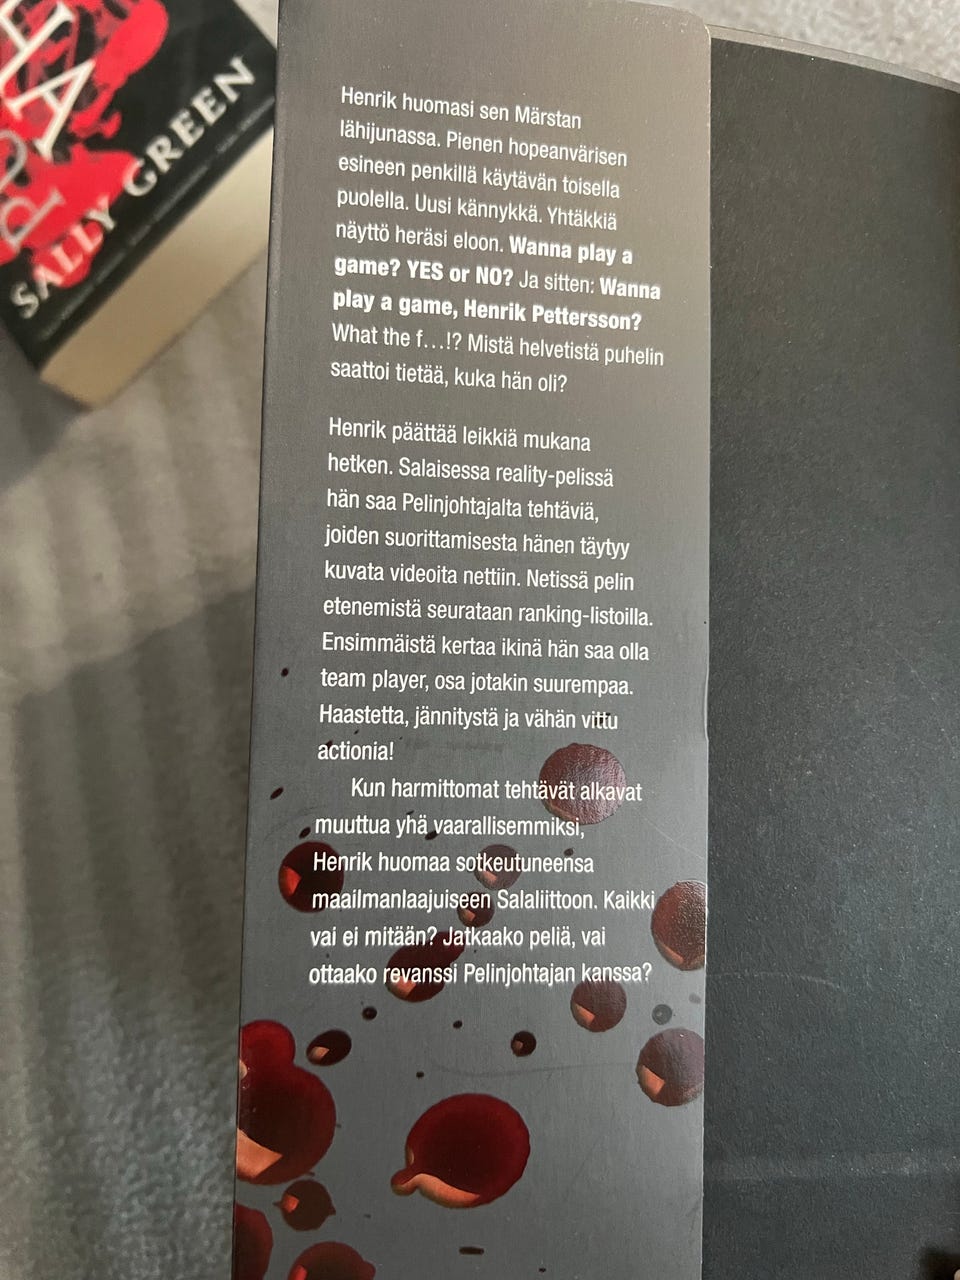 HA
SALLY GREEN
Henrik huomasi sen Märstan
lähijunassa. Pienen hopeanvärisen
esineen penkillä käytävän toisella
puolella. Uusi kännykkä. Yhtäkkiä
näyttö heräsi eloon. Wanna play a
game? YES or NO? Ja sitten: Wanna
play a game, Henrik Pettersson?
What the f…!? Mistä helvetistä puhelin
saattoi tietää, kuka hän oli?
Henrik päättää leikkiä mukana
hetken. Salaisessa reality-pelissä
hän saa Pelinjohtajalta tehtäviä,
joiden suorittamisesta hänen täytyy
kuvata videoita nettiin. Netissä pelin
etenemistä seurataan ranking-listoilla.
Ensimmäistä kertaa ikinä hän saa olla
team player, osa jotakin suurempaa.
Haastetta, jännitystä ja vähän vittu
actionia!
Kun harmittomat tehtävät alkavat
muuttua yhä vaarallisemmiksi,
Henrik huomaa sotkeutuneensa
maailmanlaajuiseen Salaliittoon. Kaikki
vai ei mitään? Jatkaako peliä, vai
ottaako revanssi Pelinjohtajan kanssa?